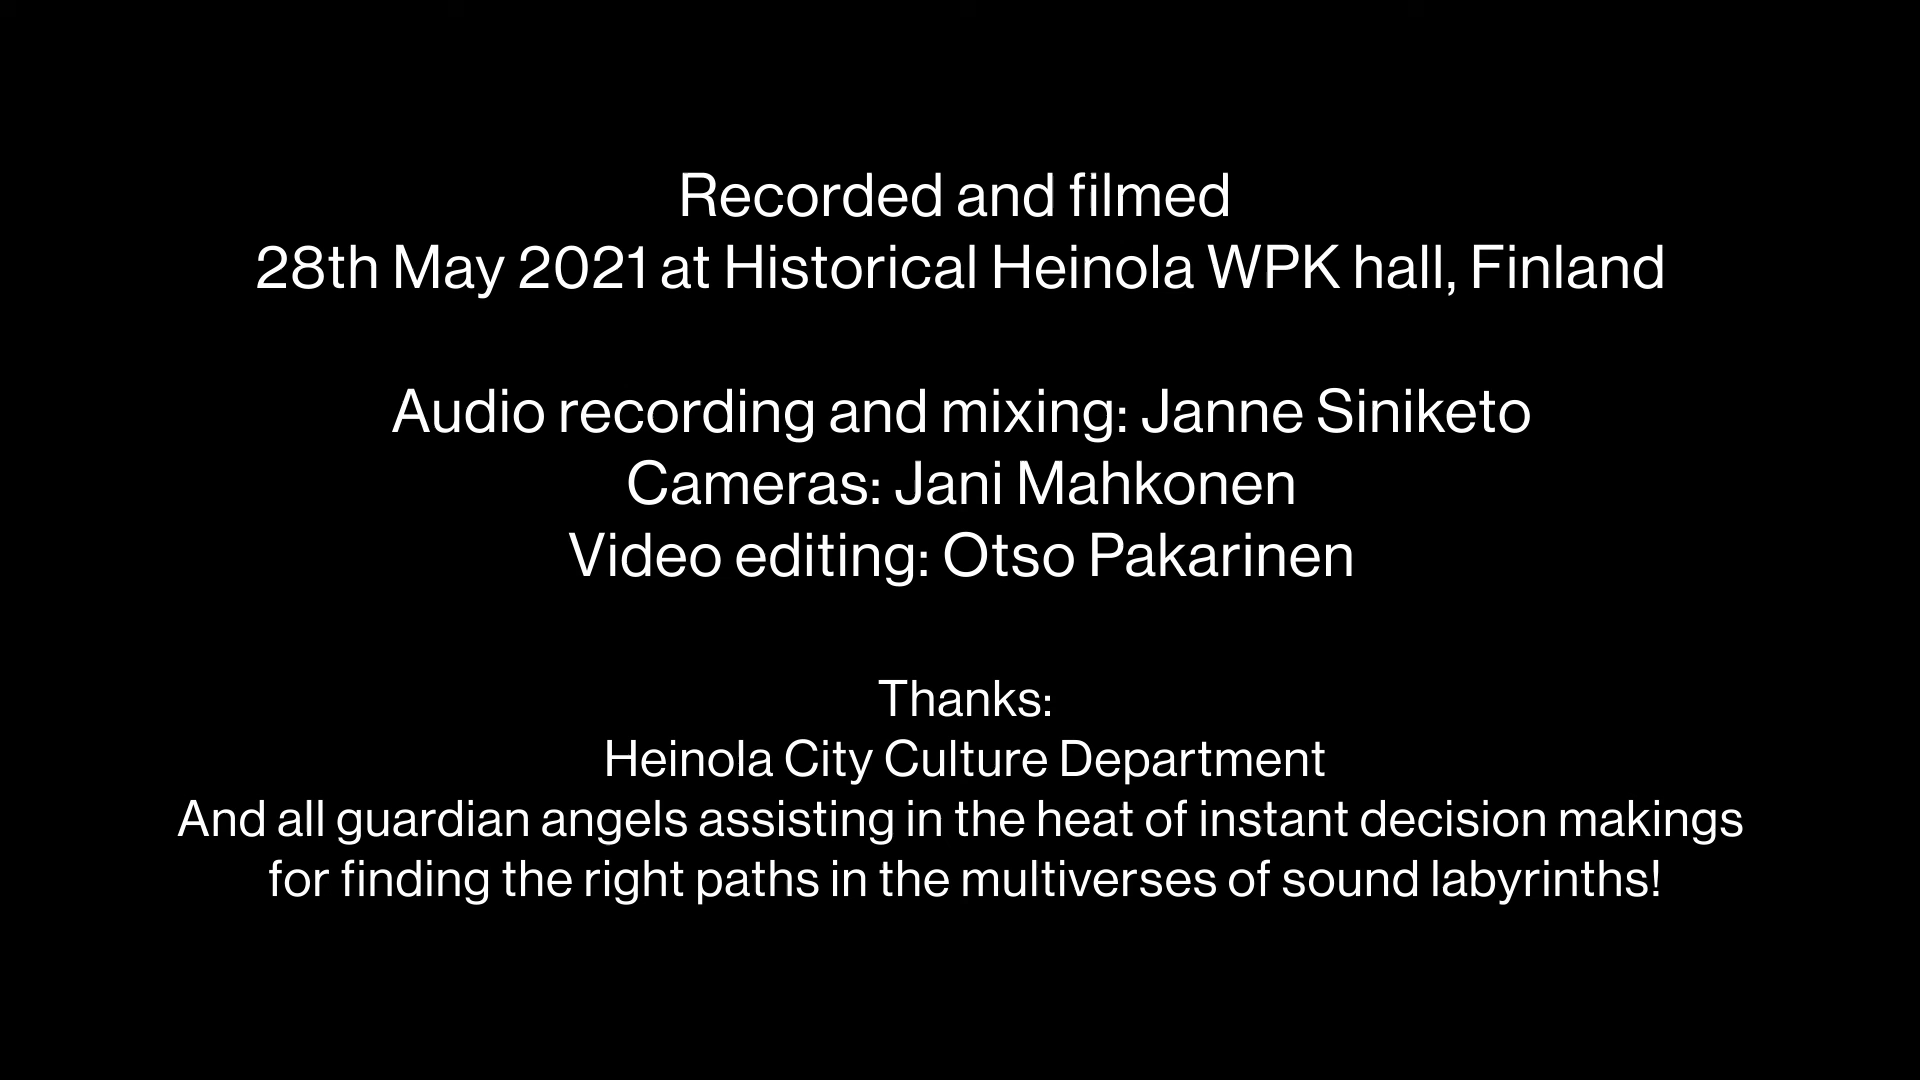 Recorded and filmed
28th May 2021 at Historical Heinola WPK hall, Finland
Audio recording and mixing: Janne Siniketo
Cameras: Jani Mahkonen
Video editing: Otso Pakarinen
Thanks:
Heinola City Culture Department
And all guardian angels assisting in the heat of instant decision makings
for finding the right paths in the multiverses of sound labyrinths!